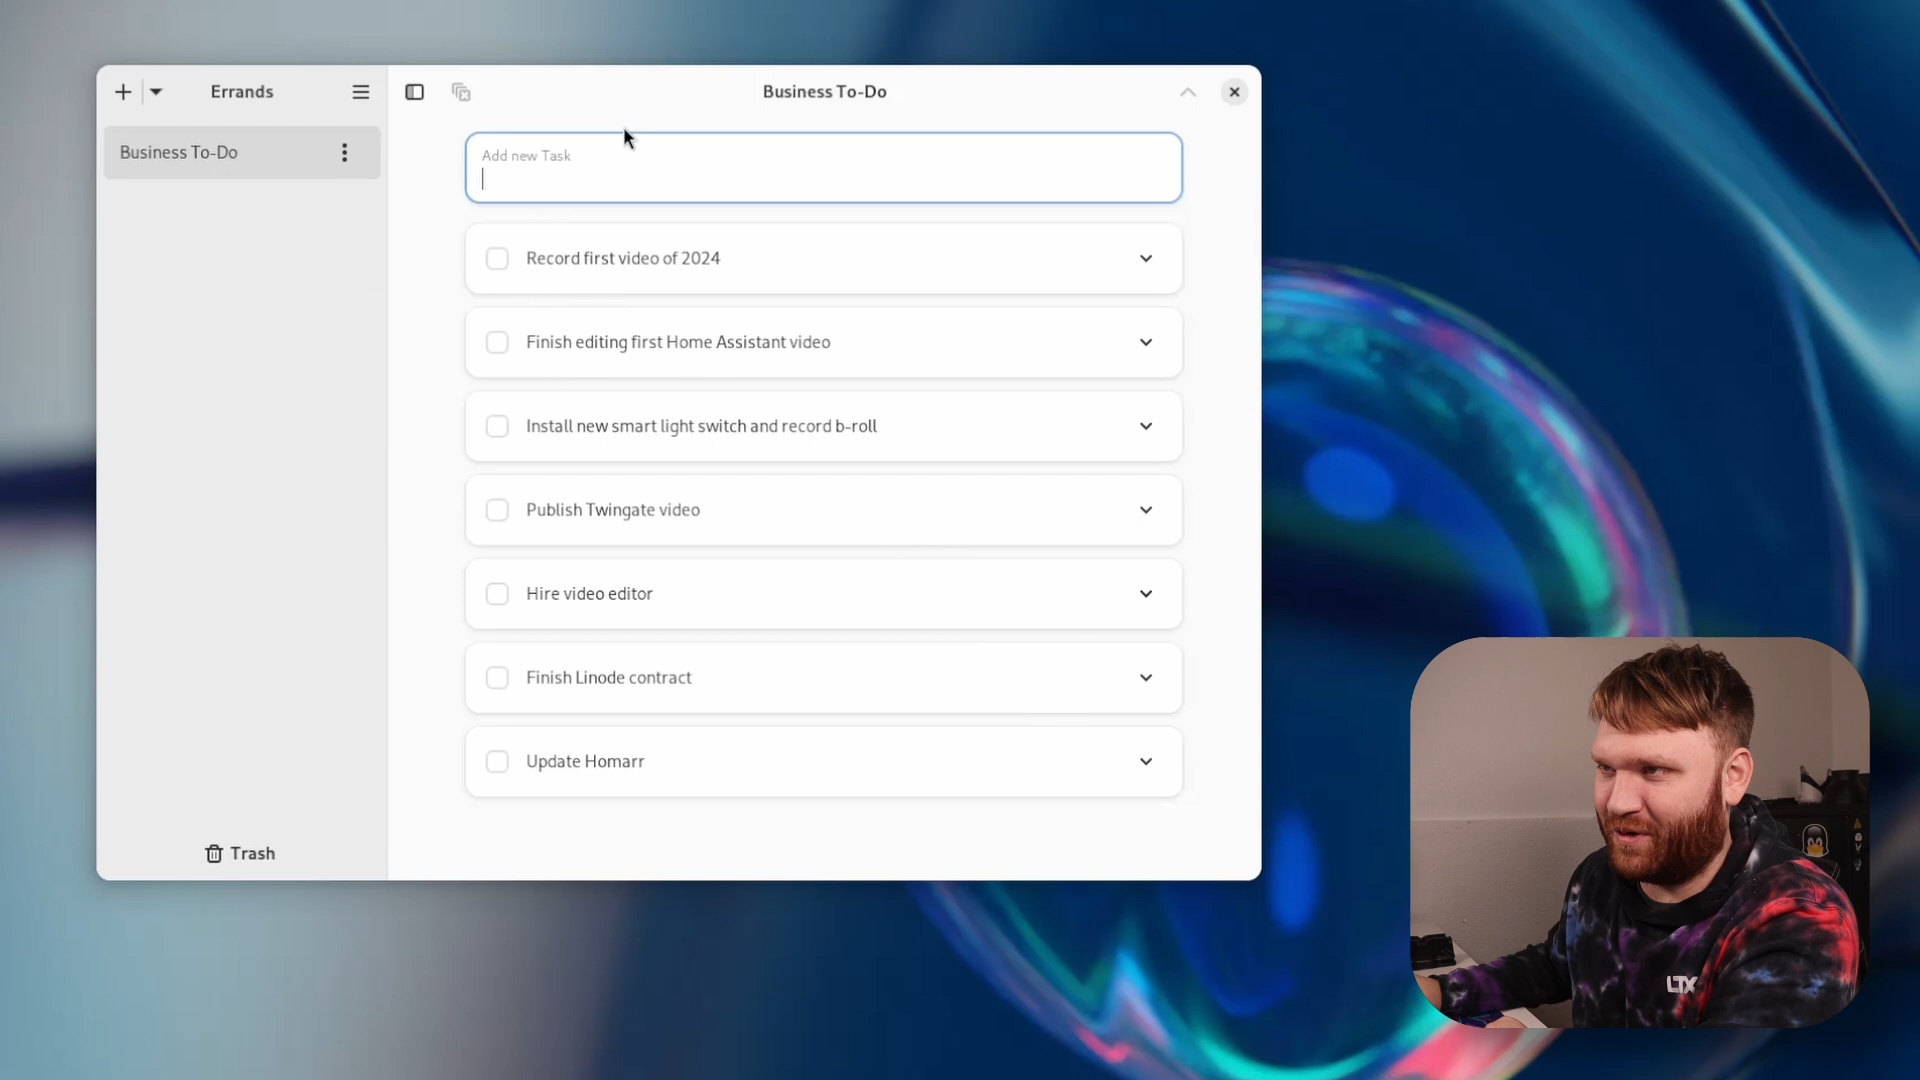 Errands
Business To-Do
Business To-Do
Add new Task
Record first video of 2024
Finish editing first Home Assistant video
Install new smart light switch and record b-roll
Publish Twingate video
Hire video editor
Finish Linode contract
Update Homarr
Trash
LTX